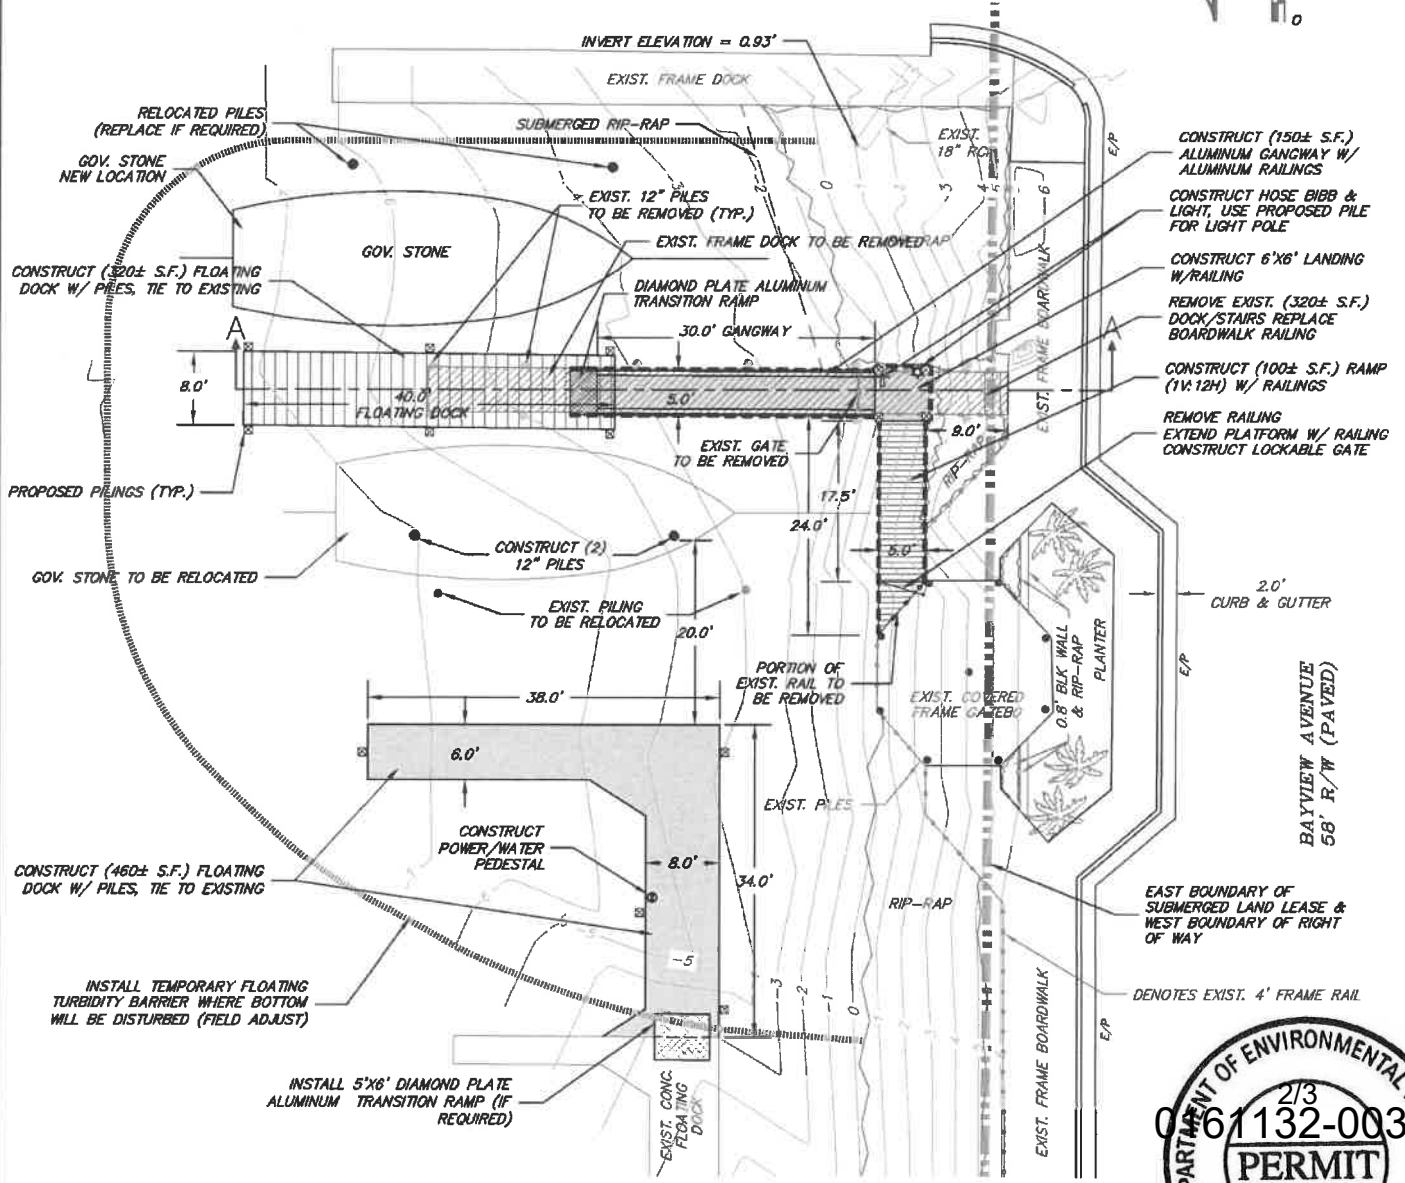 INVERT ELEVATION = 0.93'
EXIST. FRAME DOCK
RELOCATED PILES
(REPLACE IF REQUIRED)
SUBMERGED RIP-RAP
GOV. STONE
NEW LOCATION
EXIST.
18" RC
E/P
EXIST. 12" PILES
TO BE REMOVED (TYP.)
GOV. STONE
EXIST. FRAME DOCK TO BE REMOVED
CONSTRUCT (320± S.F.) FLOATING
DOCK W/ PILES, TIE TO EXISTING
DIAMOND PLATE ALUMINUM
TRANSITION RAMP
30.0' GANGWAY
CONSTRUCT (150± S.F.)
ALUMINUM GANGWAY W/
ALUMINUM RAILINGS
CONSTRUCT HOSE BIBB &
LIGHT, USE PROPOSED PILE
FOR LIGHT POLE
CONSTRUCT 6'X6' LANDING
W/RAILING
REMOVE EXIST. (320± S.F.)
DOCK/STAIRS REPLACE
BOARDWALK RAILING
CONSTRUCT (100± S.F.) RAMP
(1V:12H) W/ RAILINGS
REMOVE RAILING
EXTEND PLATFORM W/ RAILING
CONSTRUCT LOCKABLE GATE
A
A
8.0'
40.0'
FLOATING DOCK
5.0'
9.0'
EXIST. FRAME BOARDWALK
EXIST. GATE
TO BE REMOVED
RIP-RAP
PROPOSED PILINGS (TYP.)
17.5'
24.0'
5.0'
CONSTRUCT (2)
12" PILES
GOV. STONE TO BE RELOCATED
EXIST. PILING
TO BE RELOCATED
20.0'
2.0'
CURB & GUTTER
PORTION OF
EXIST. RAIL TO
BE REMOVED
EXIST. COVERED
FRAME GAZEBO
0.8' BLK WALL
& RIP-RAP
PLANTER
E/P
BAYVIEW AVENUE
58' R/W (PAVED)
38.0'
6.0'
EXIST. PILES
CONSTRUCT
POWER/WATER
PEDESTAL
8.0'
34.0'
CONSTRUCT (460± S.F.) FLOATING
DOCK W/ PILES, TIE TO EXISTING
RIP-RAP
EAST BOUNDARY OF
SUBMERGED LAND LEASE &
WEST BOUNDARY OF RIGHT
OF WAY
-5
-3
-2
-1
0
INSTALL TEMPORARY FLOATING
TURBIDITY BARRIER WHERE BOTTOM
WILL BE DISTURBED (FIELD ADJUST)
DENOTES EXIST. 4' FRAME RAIL
E/P
EXIST. FRAME BOARDWALK
INSTALL 5'X6' DIAMOND PLATE
ALUMINUM TRANSITION RAMP (IF
REQUIRED)
EXIST. CONC.
FLOATING
DOCK
PARTMENT OF ENVIRONMENTAL
2/3
61132-003
PERMIT